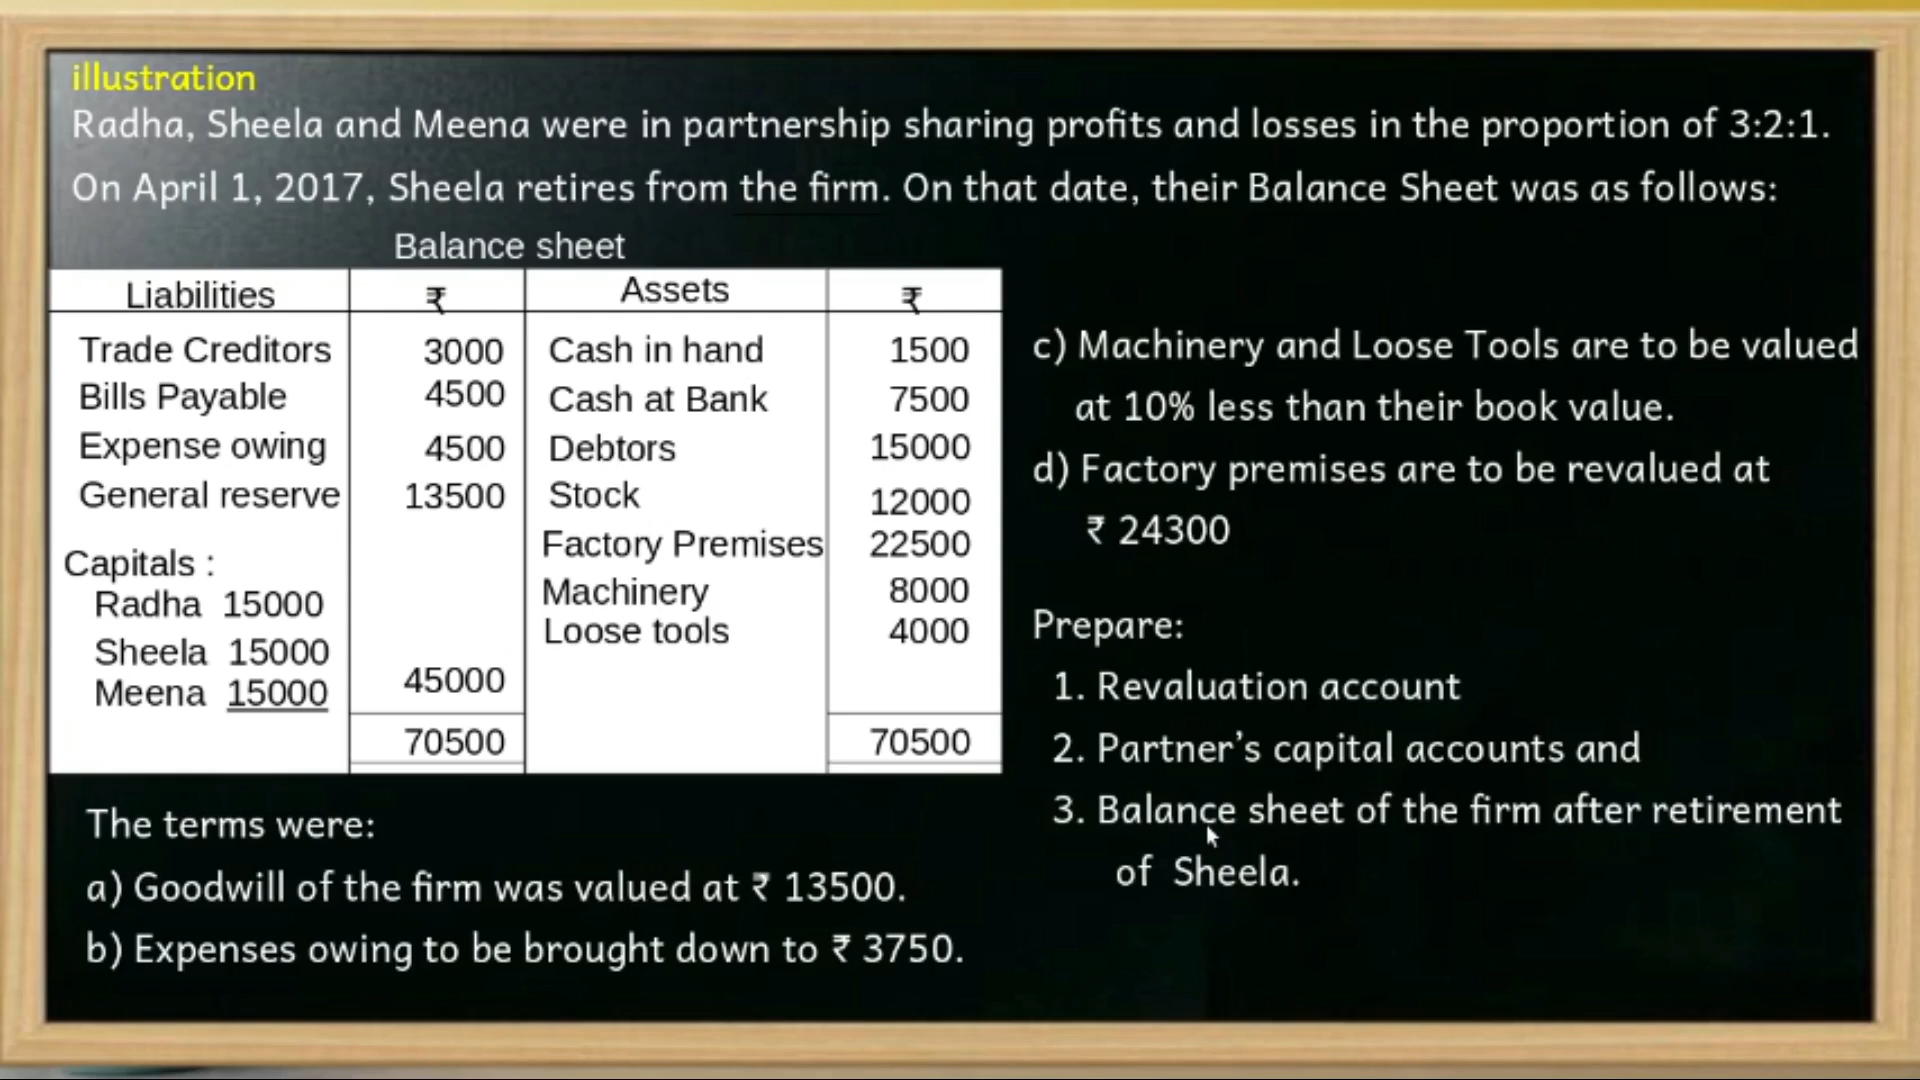 illustration
Radha, Sheela and Meena were in partnership sharing profits and losses in the proportion of 3:2:1.
On April 1, 2017, Sheela retires from the firm. On that date, their Balance Sheet was as follows:
Balance sheet
Liabilities ₹ Assets ₹
Trade Creditors 3000 Cash in hand 1500
Bills Payable 4500 Cash at Bank 7500
Expense owing 4500 Debtors 15000
General reserve 13500 Stock 12000
Factory Premises 22500
Capitals :
Radha 15000 Machinery 8000
Loose tools 4000
Sheela 15000
Meena 15000 45000
70500 70500
The terms were:
a) Goodwill of the firm was valued at ₹ 13500.
b) Expenses owing to be brought down to ₹ 3750.
c) Machinery and Loose Tools are to be valued
at 10% less than their book value.
d) Factory premises are to be revalued at
₹ 24300
Prepare:
1. Revaluation account
2. Partner’s capital accounts and
3. Balance sheet of the firm after retirement
of Sheela.